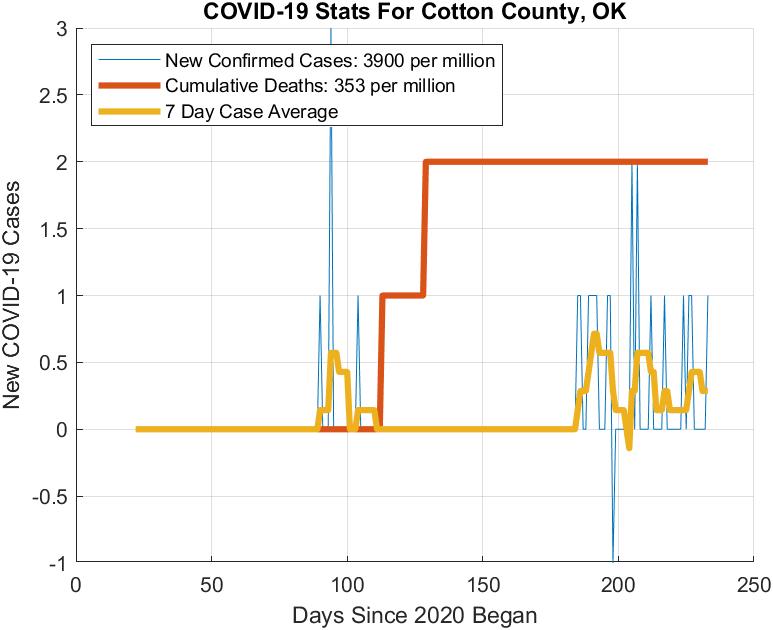 COVID-19 Stats For Cotton County, OK
New Confirmed Cases: 3900 per million
Cumulative Deaths: 353 per million
7 Day Case Average
New COVID-19 Cases
3
2.5
2
1.5
1
0.5
0
-0.5
-1
0 50 100 150 200 250
Days Since 2020 Began